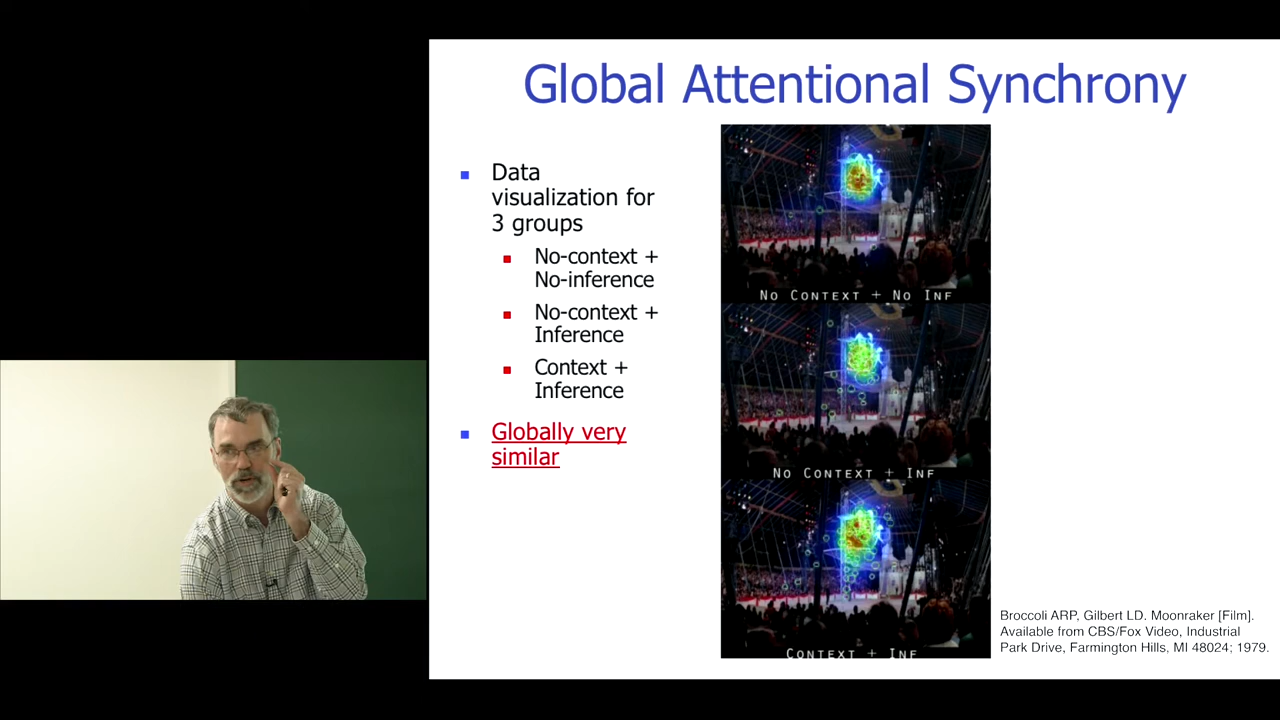 Global Attentional Synchrony
Data
visualization for
3 groups
No-context +
No-inference
No-context +
Inference
Context +
Inference
Globally very
similar
No Context + No Inf
No Context + Inf
Context + Inf
Broccoli ARP, Gilbert LD. Moonraker [Film].
Available from CBS/Fox Video, Industrial
Park Drive, Farmington Hills, MI 48024; 1979.